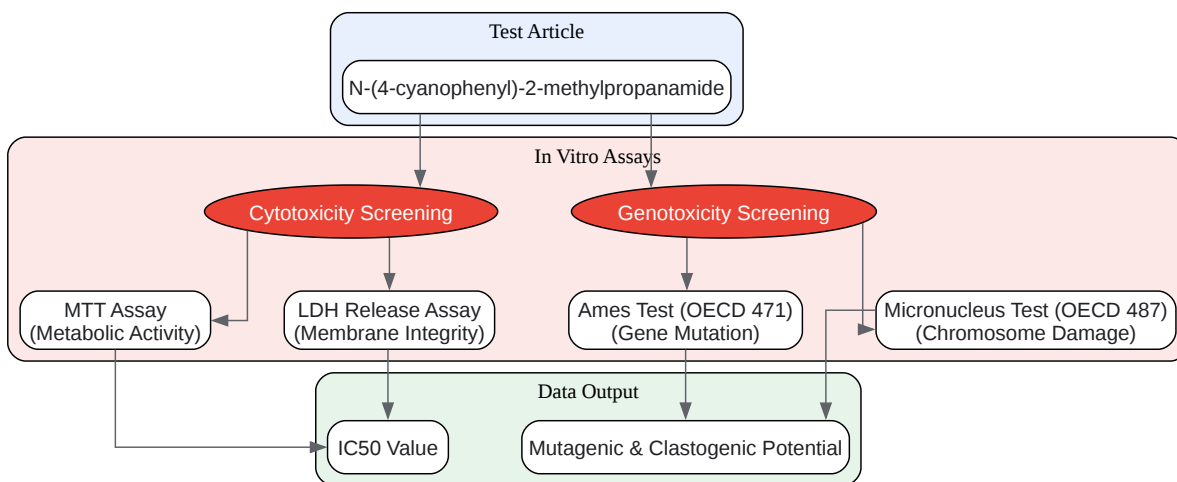 Test Article
N-(4-cyanophenyl)-2-methylpropanamide
In Vitro Assays
Cytotoxicity Screening
Genotoxicity Screening
MTT Assay
(Metabolic Activity)
LDH Release Assay
(Membrane Integrity)
Ames Test (OECD 471)
(Gene Mutation)
Micronucleus Test (OECD 487)
(Chromosome Damage)
Data Output
IC50 Value
Mutagenic & Clastogenic Potential